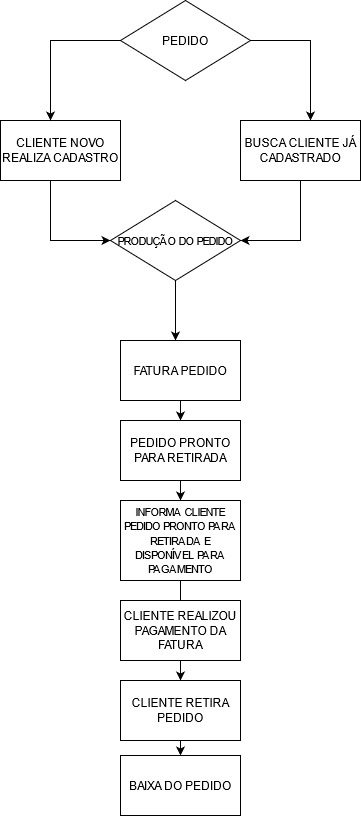 PEDIDO
CLIENTE NOVO
REALIZA CADASTRO
BUSCA CLIENTE JÁ
CADASTRADO
PRODUÇÃO DO PEDIDO
FATURA PEDIDO
PEDIDO PRONTO
PARA RETIRADA
INFORMA CLIENTE
PEDIDO PRONTO PARA
RETIRADA E
DISPONÍVEL PARA
PAGAMENTO
CLIENTE REALIZOU
PAGAMENTO DA
FATURA
CLIENTE RETIRA
PEDIDO
BAIXA DO PEDIDO